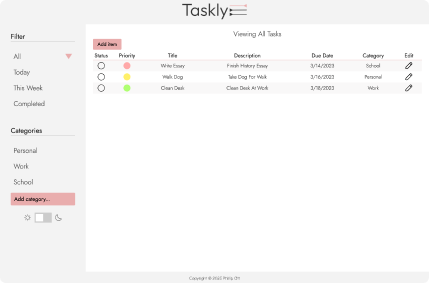 Taskly
Filter
All
Today
This Week
Completed
Categories
Personal
Work
School
Add category...
Viewing All Tasks
Add item
Status Priority Title Description Due Date Category Edit
Write Essay Finish History Essay 3/14/2023 School
Walk Dog Take Dog For Walk 3/16/2023 Personal
Clean Desk Clean Desk At Work 3/18/2023 Work
Copyright © 2023